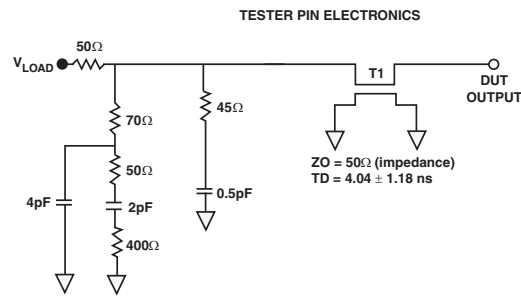 TESTER PIN ELECTRONICS
50Ω
VLOAD
T1
DUT
OUTPUT
70Ω
45Ω
50Ω
ZO = 50Ω (impedance)
TD = 4.04 ± 1.18 ns
4pF
2pF
0.5pF
400Ω